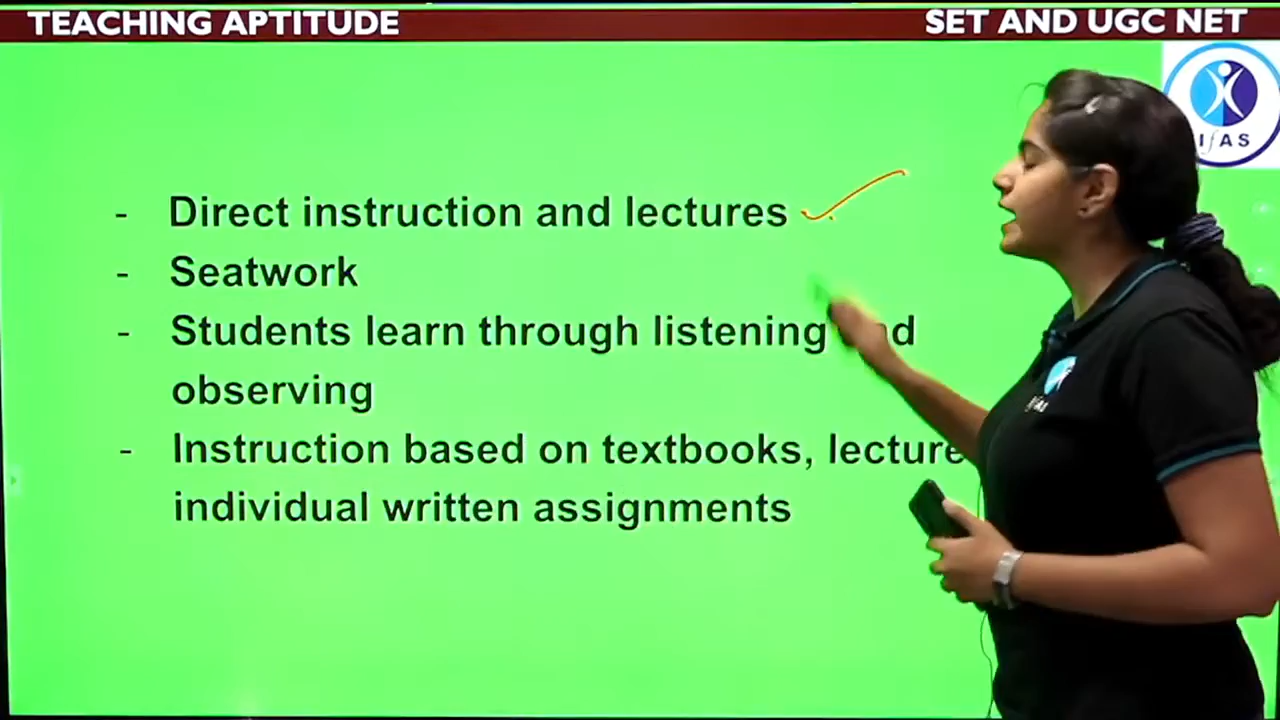 TEACHING APTITUDE
SET AND UGC NET
IfAS
- Direct instruction and lectures
- Seatwork
- Students learn through listening
observing
- Instruction based on textbooks,
individual written assignments